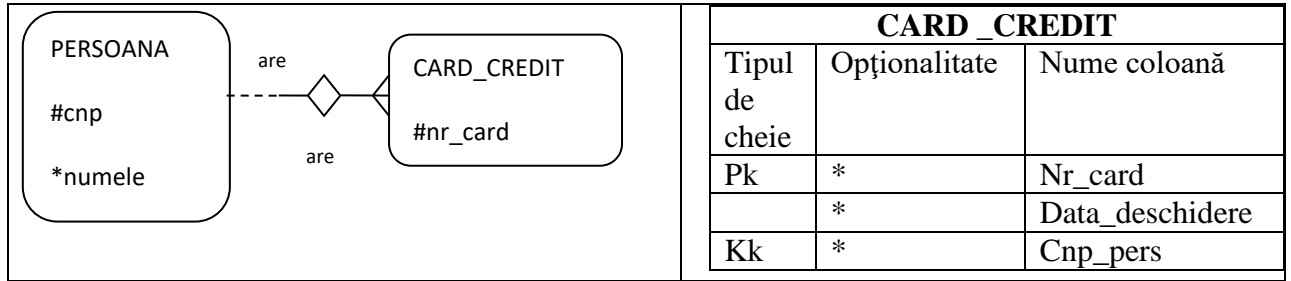 PERSOANA
#cnp
*numele
are
are
CARD_CREDIT
#nr_card
CARD _CREDIT
Tipul de cheie Opţionalitate Nume coloană
Pk * Nr_card
* Data_deschidere
Kk * Cnp_pers